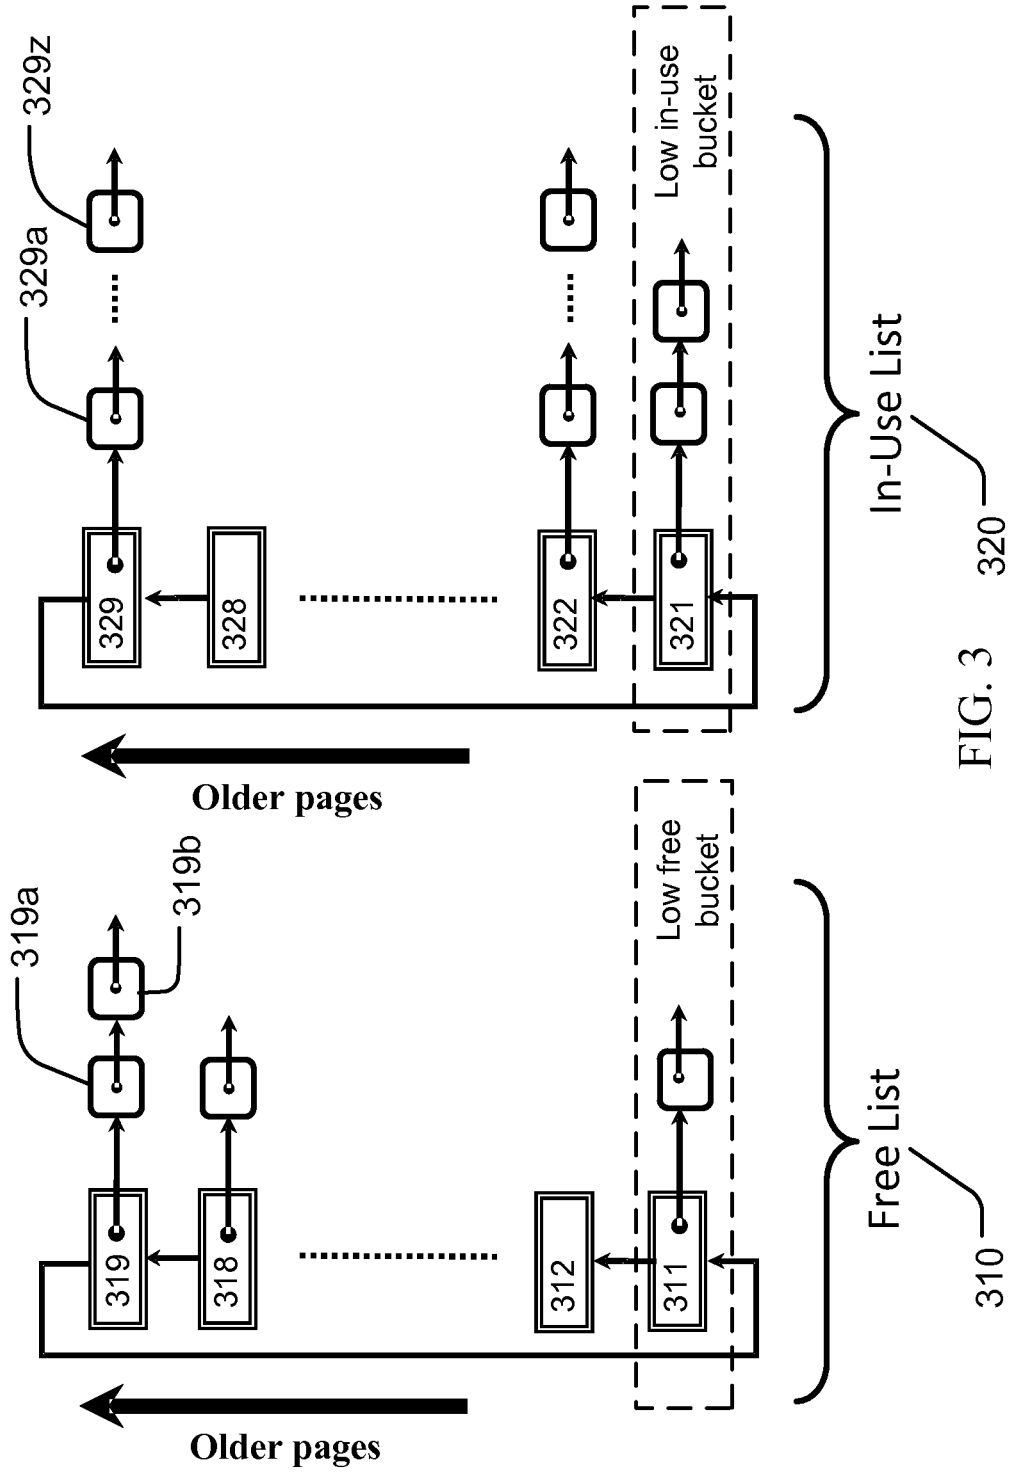 319a
319b
319
318
312
311
Low free
bucket
Older pages
Free List
310
329a
329z
329
328
322
321
Low in-use
bucket
Older pages
In-Use List
320
FIG. 3